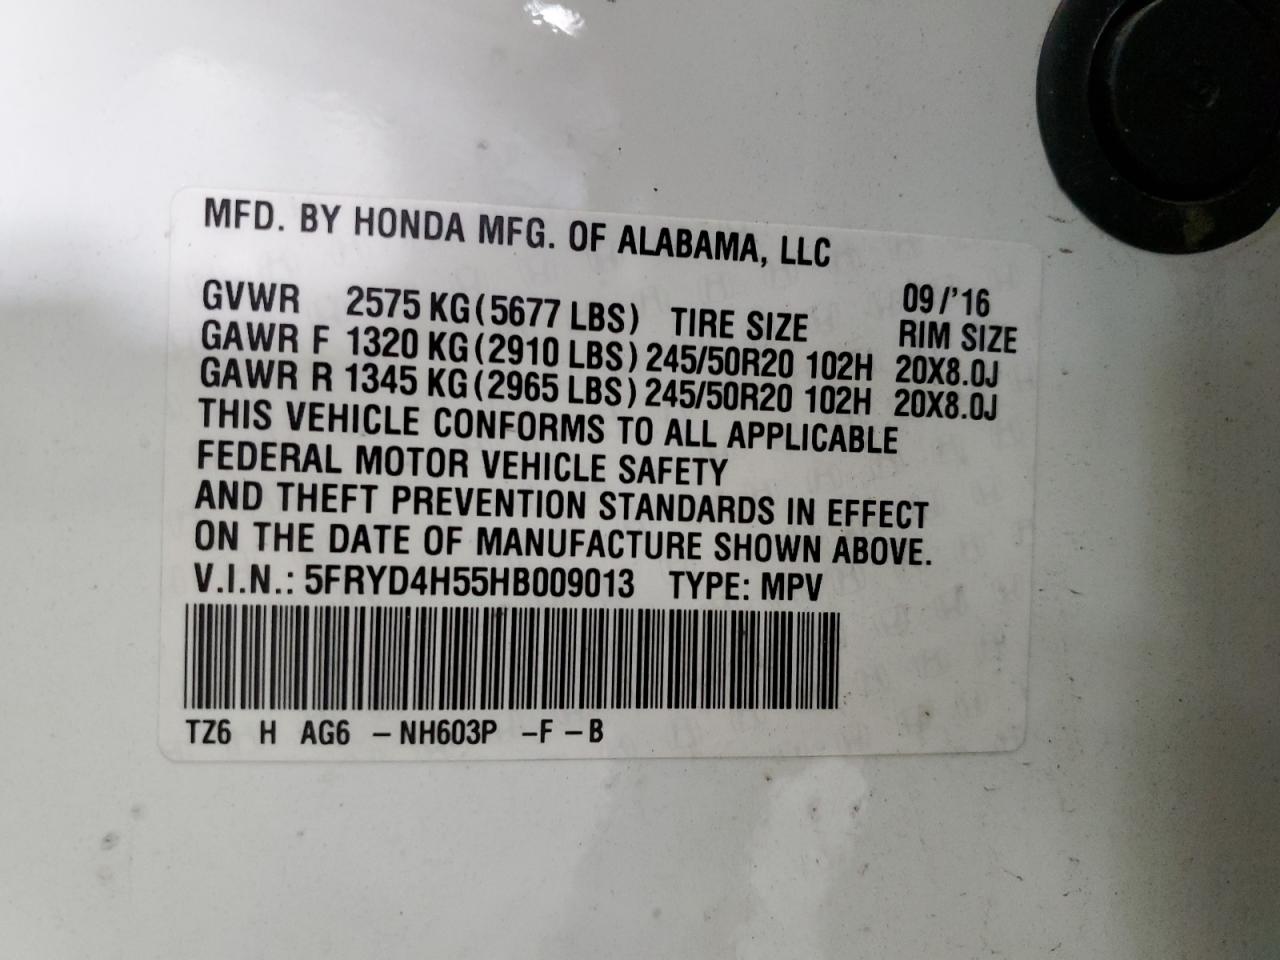 MFD. BY HONDA MFG. OF ALABAMA, LLC
09/'16
GVWR 2575 KG (5677 LBS) TIRE SIZE RIM SIZE
GAWR F 1320 KG (2910 LBS) 245/50R20 102H 20X8.0J
GAWR R 1345 KG (2965 LBS) 245/50R20 102H 20X8.0J
THIS VEHICLE CONFORMS TO ALL APPLICABLE
FEDERAL MOTOR VEHICLE SAFETY
AND THEFT PREVENTION STANDARDS IN EFFECT
ON THE DATE OF MANUFACTURE SHOWN ABOVE.
V.I.N.: 5FRYD4H55HB009013 TYPE: MPV
TZ6 H AG6 – NH603P –F – B